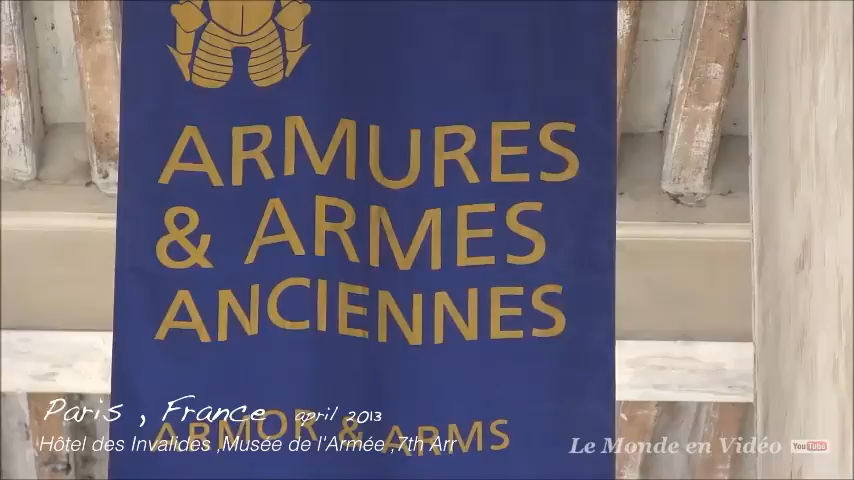 ARMURES
& ARMES
ANCIENNES
ARMOR & ARMS
Paris , France april 2013
Hôtel des Invalides ,Musée de l'Armée ,7th Arr
Le Monde en Vidéo YouTube